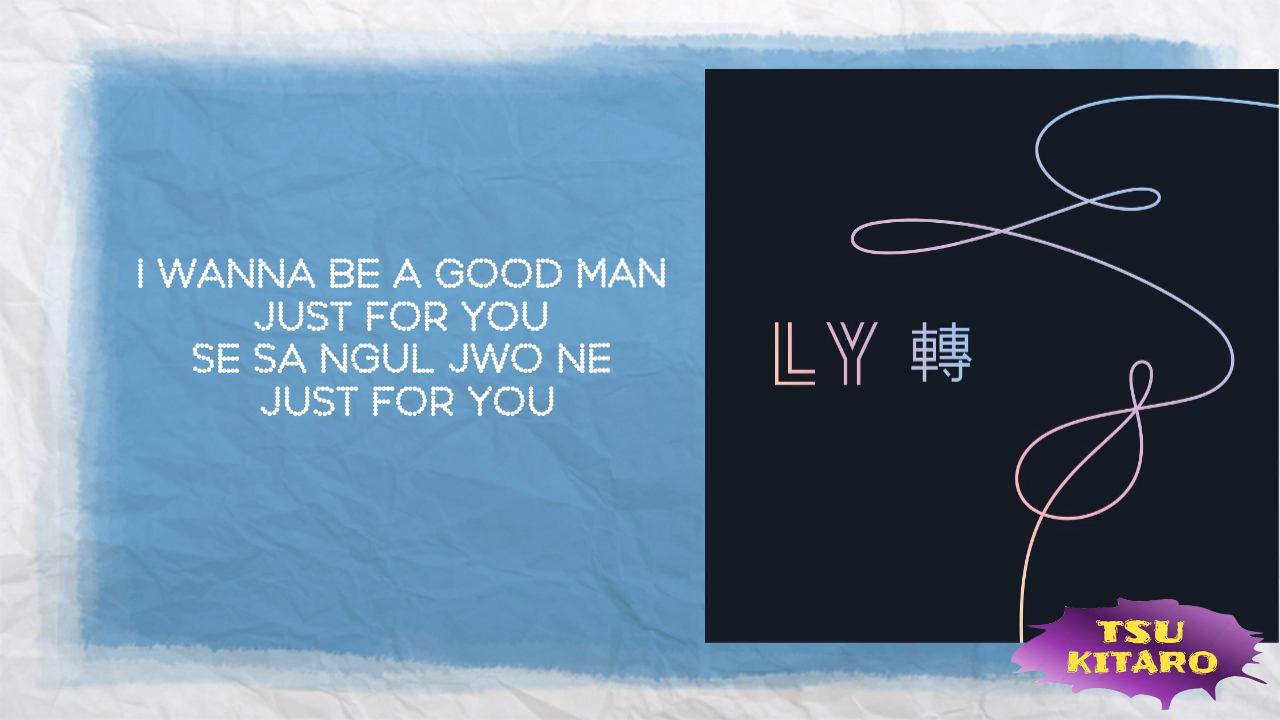 I WANNA BE A GOOD MAN
JUST FOR YOU
SE SA NGUL JWO NE
JUST FOR YOU
LY 轉
TSU
KITARO